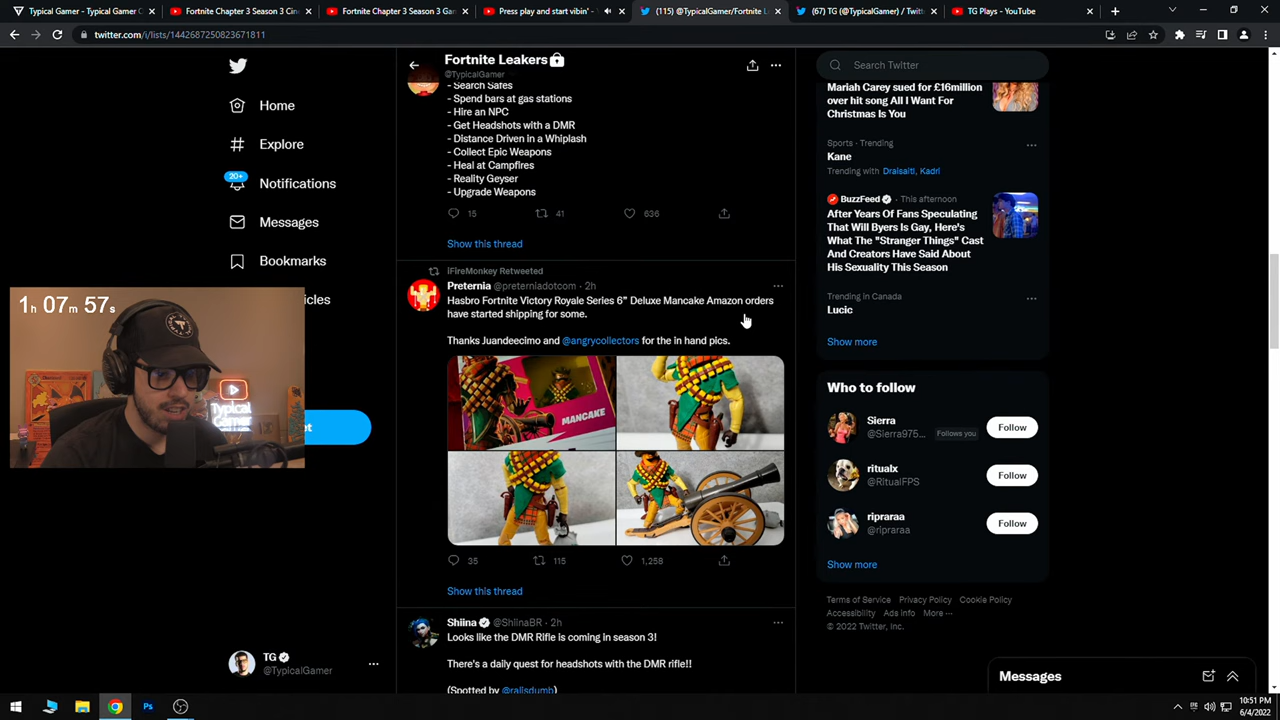 Typical Gamer - Typical Gaming C
Fortnite Chapter 3 Season 3 Cine
Fortnite Chapter 3 Season 3 Gam
Press play and start vibin' - Yo
(115) @TypicalGamer/Fortnite L
(67) TG (@TypicalGamer) / Twitt
TG Plays - YouTube
twitter.com/i/lists/1442687250823671811
Home
Explore
20+
Notifications
Messages
Bookmarks
1h 07m 57s
Typical
Gamer
TG
@TypicalGamer
Fortnite Leakers
@TypicalGamer
- Search Safes
- Spend bars at gas stations
- Hire an NPC
- Get Headshots with a DMR
- Distance Driven in a Whiplash
- Collect Epic Weapons
- Heal at Campfires
- Reality Geyser
- Upgrade Weapons
15 41 636
Show this thread
iFireMonkey Retweeted
Preternia @preterniadotcom · 2h
Hasbro Fortnite Victory Royale Series 6" Deluxe Mancake Amazon orders
have started shipping for some.
Thanks Juandeecimo and @angrycollectors for the in hand pics.
MANCAKE
35 115 1,258
Show this thread
Shiina @ShiinaBR · 2h
Looks like the DMR Rifle is coming in season 3!
There's a daily quest for headshots with the DMR rifle!!
(Spotted by @ralisdumb)
Search Twitter
Mariah Carey sued for £16million
over hit song All I Want For
Christmas Is You
Sports · Trending
Kane
Trending with Draisaitl, Kadri
BuzzFeed · This afternoon
After Years Of Fans Speculating
That Will Byers Is Gay, Here's
What The "Stranger Things" Cast
And Creators Have Said About
His Sexuality This Season
Trending in Canada
Lucic
Show more
Who to follow
Sierra
@Sierra975... Follows you
Follow
ritualx
@RitualFPS
Follow
ripraraa
@ripraraa
Follow
Show more
Terms of Service Privacy Policy Cookie Policy
Accessibility Ads info More ···
© 2022 Twitter, Inc.
Messages
10:51 PM
6/4/2022